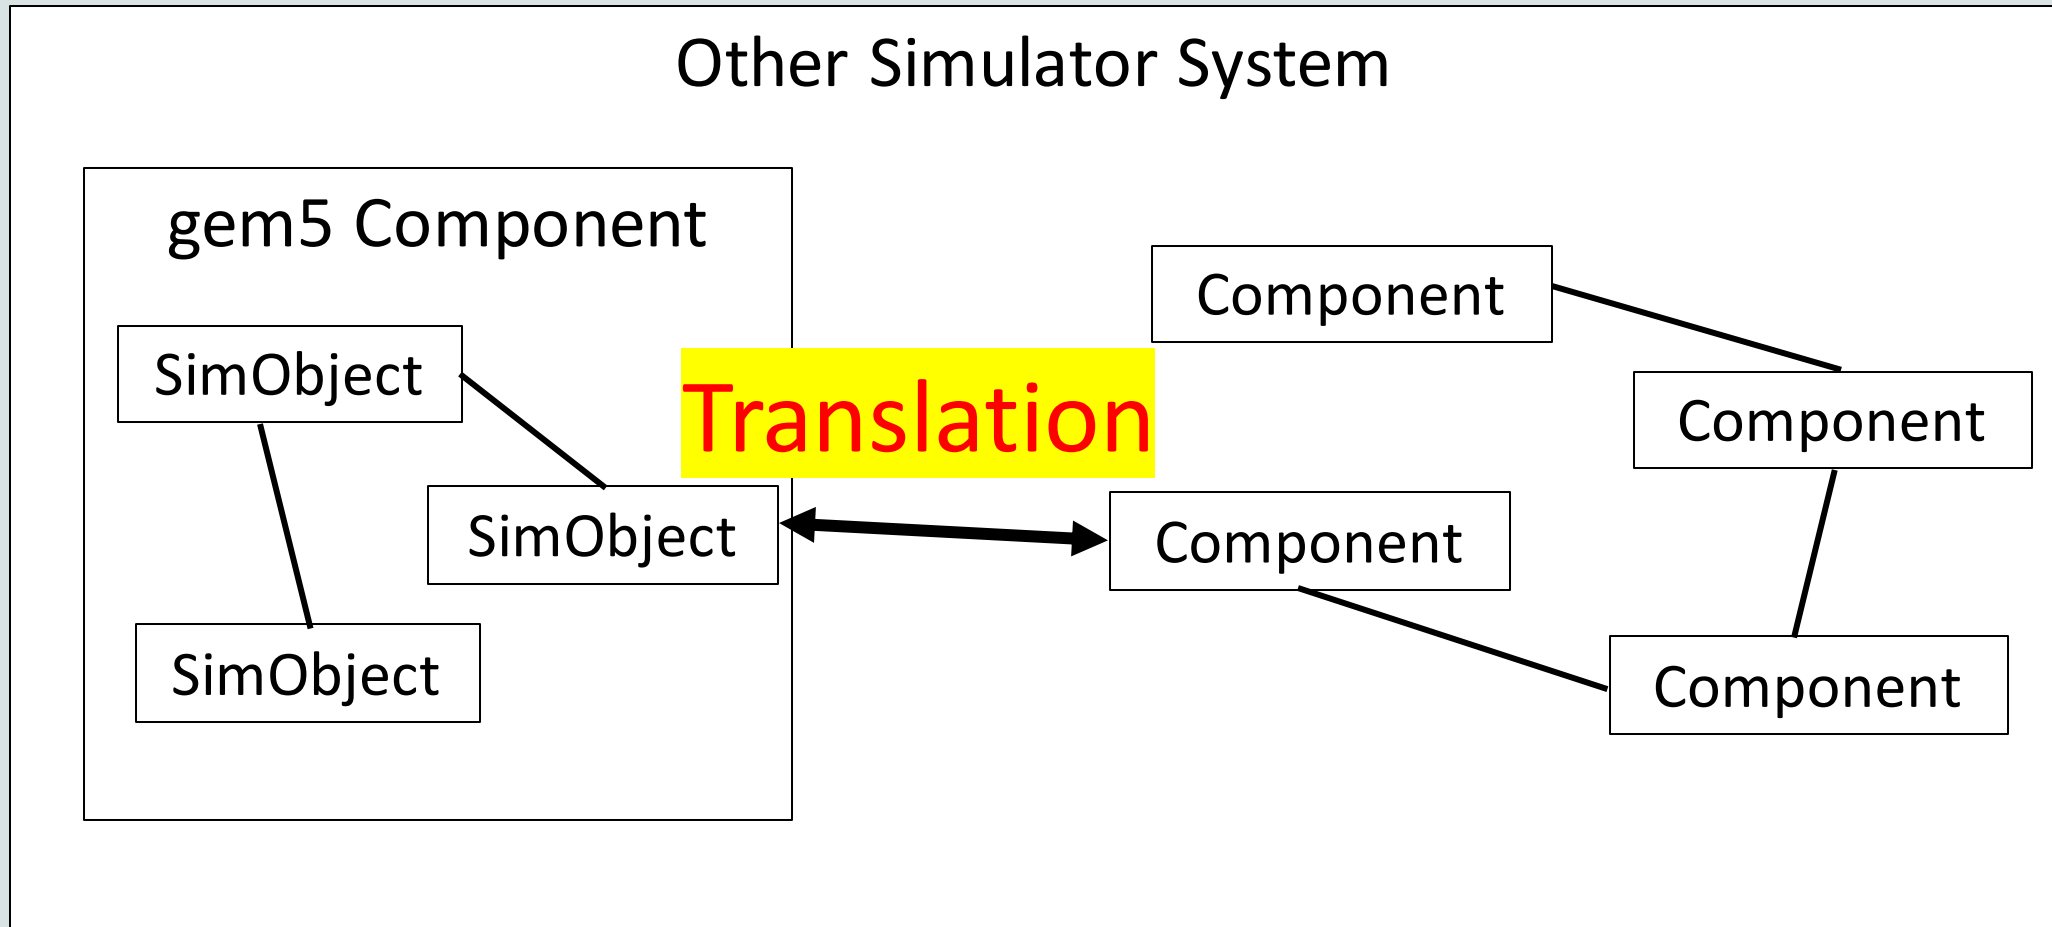 Other Simulator System
gem5 Component
SimObject
SimObject
SimObject
Translation
Component
Component
Component
Component